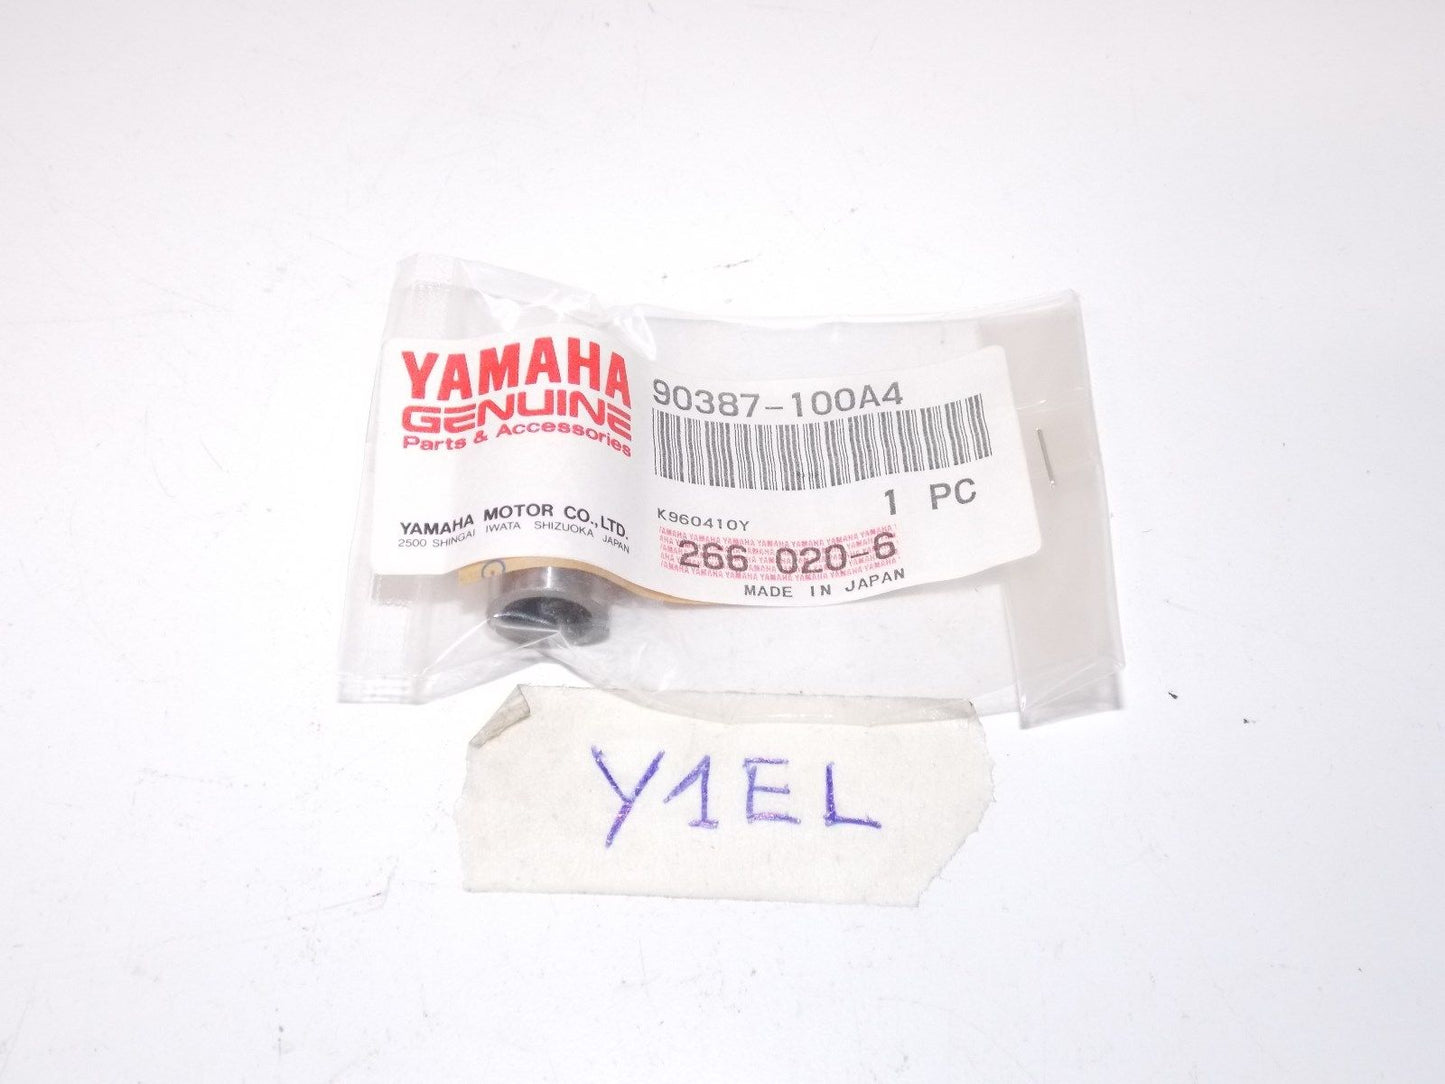 YAMAHA
GENUINE
Parts & Accessories
YAMAHA MOTOR CO.,LTD.
2500 SHINGAI IWATA SHIZUOKA JAPAN
90387-100A4
1 PC
K960410Y
266 020-6
MADE IN JAPAN
Y1EL